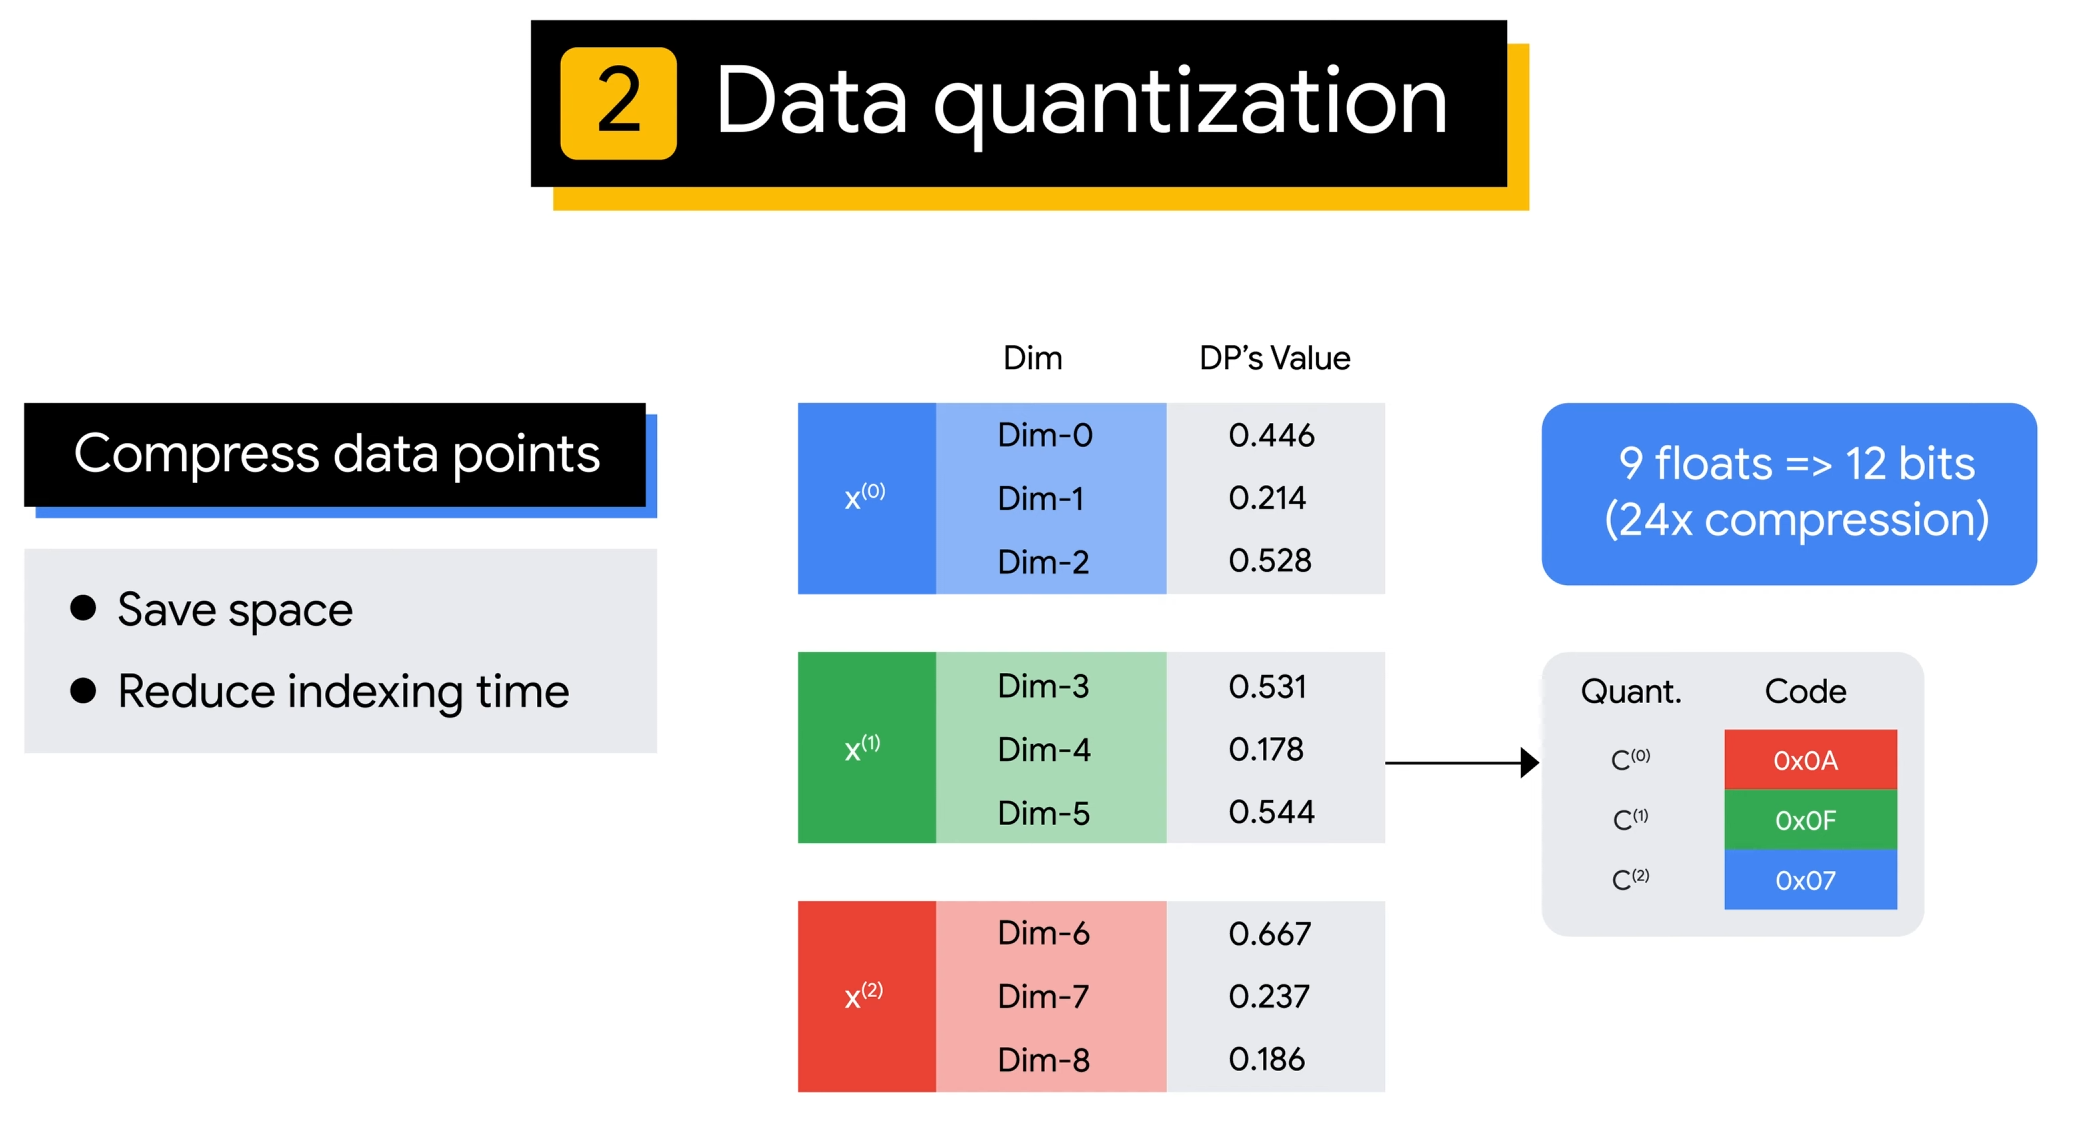 2 Data quantization
Compress data points
● Save space
● Reduce indexing time
Dim DP's Value
x⁽⁰⁾
Dim-0 0.446
Dim-1 0.214
Dim-2 0.528
x⁽¹⁾
Dim-3 0.531
Dim-4 0.178
Dim-5 0.544
x⁽²⁾
Dim-6 0.667
Dim-7 0.237
Dim-8 0.186
9 floats => 12 bits
(24x compression)
Quant. Code
C⁽⁰⁾ 0x0A
C⁽¹⁾ 0x0F
C⁽²⁾ 0x07